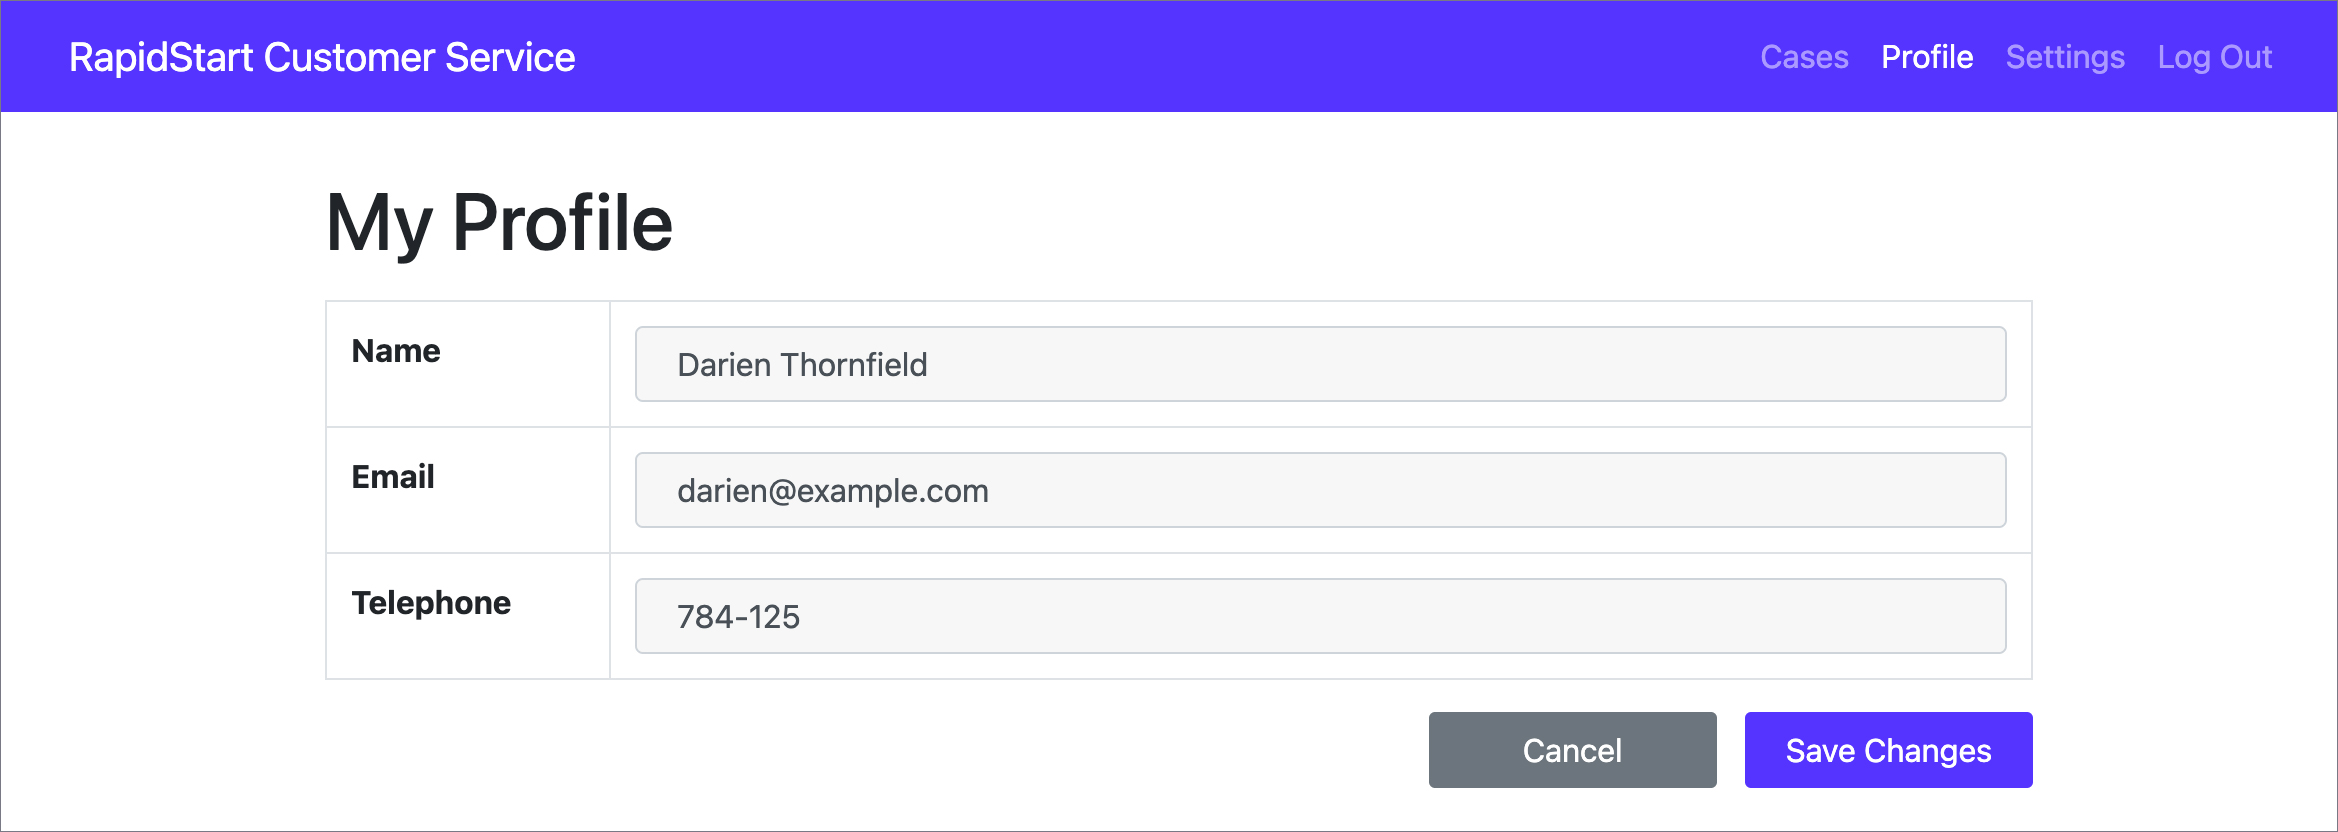 RapidStart Customer Service Cases Profile Settings Log Out
My Profile
Name Darien Thornfield
Email darien@example.com
Telephone 784-125
Cancel Save Changes